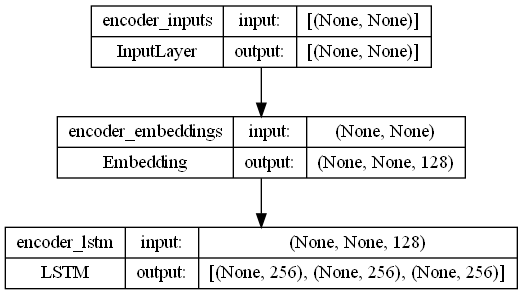 encoder_inputs input: [(None, None)]
InputLayer output: [(None, None)]
encoder_embeddings input: (None, None)
Embedding output: (None, None, 128)
encoder_lstm input: (None, None, 128)
LSTM output: [(None, 256), (None, 256), (None, 256)]